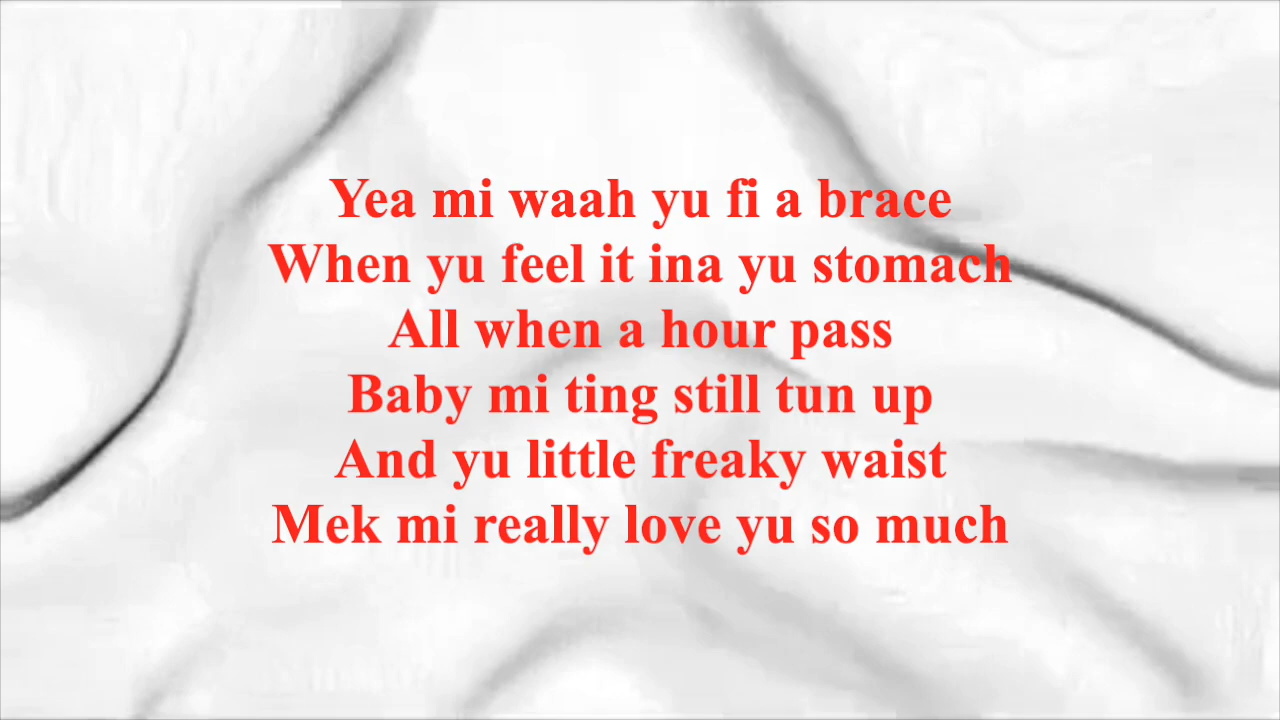 Yea mi waah yu fi a brace
When yu feel it ina yu stomach
All when a hour pass
Baby mi ting still tun up
And yu little freaky waist
Mek mi really love yu so much